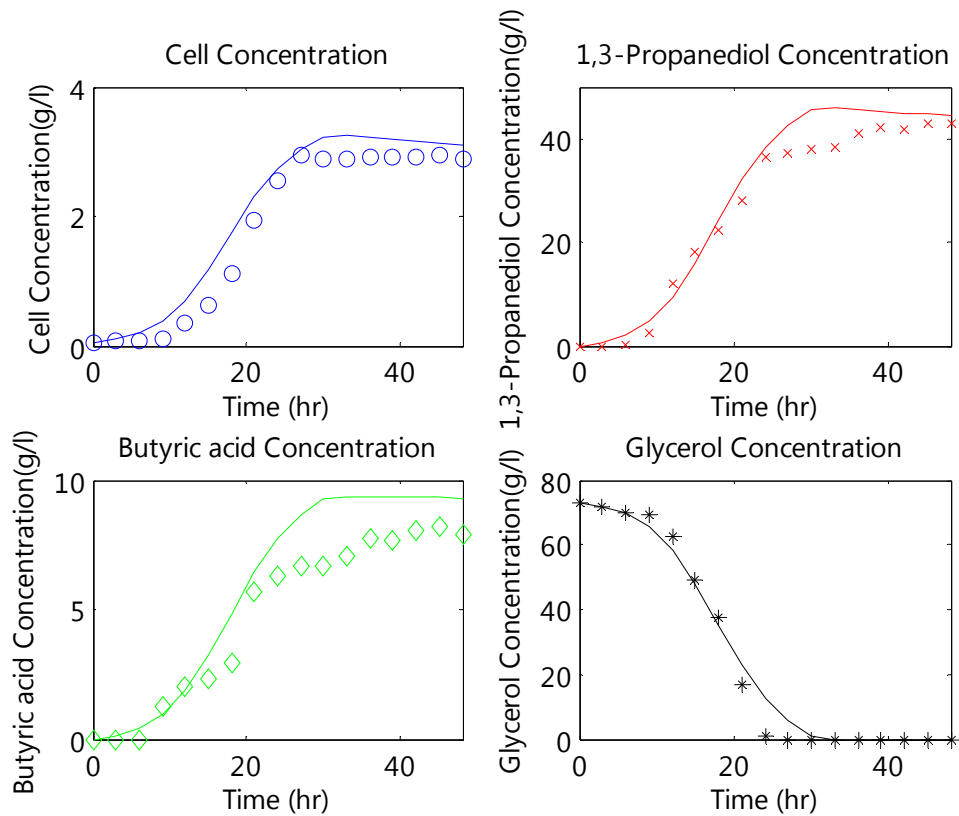 Cell Concentration
Cell Concentration(g/l)
4
2
0
0
20
40
Time (hr)
1,3-Propanediol Concentration
1,3-Propanediol Concentration(g/l)
40
20
0
0
20
40
Time (hr)
Butyric acid Concentration
Butyric acid Concentration(g/l)
10
5
0
0
20
40
Time (hr)
Glycerol Concentration
Glycerol Concentration(g/l)
80
60
40
20
0
0
20
40
Time (hr)